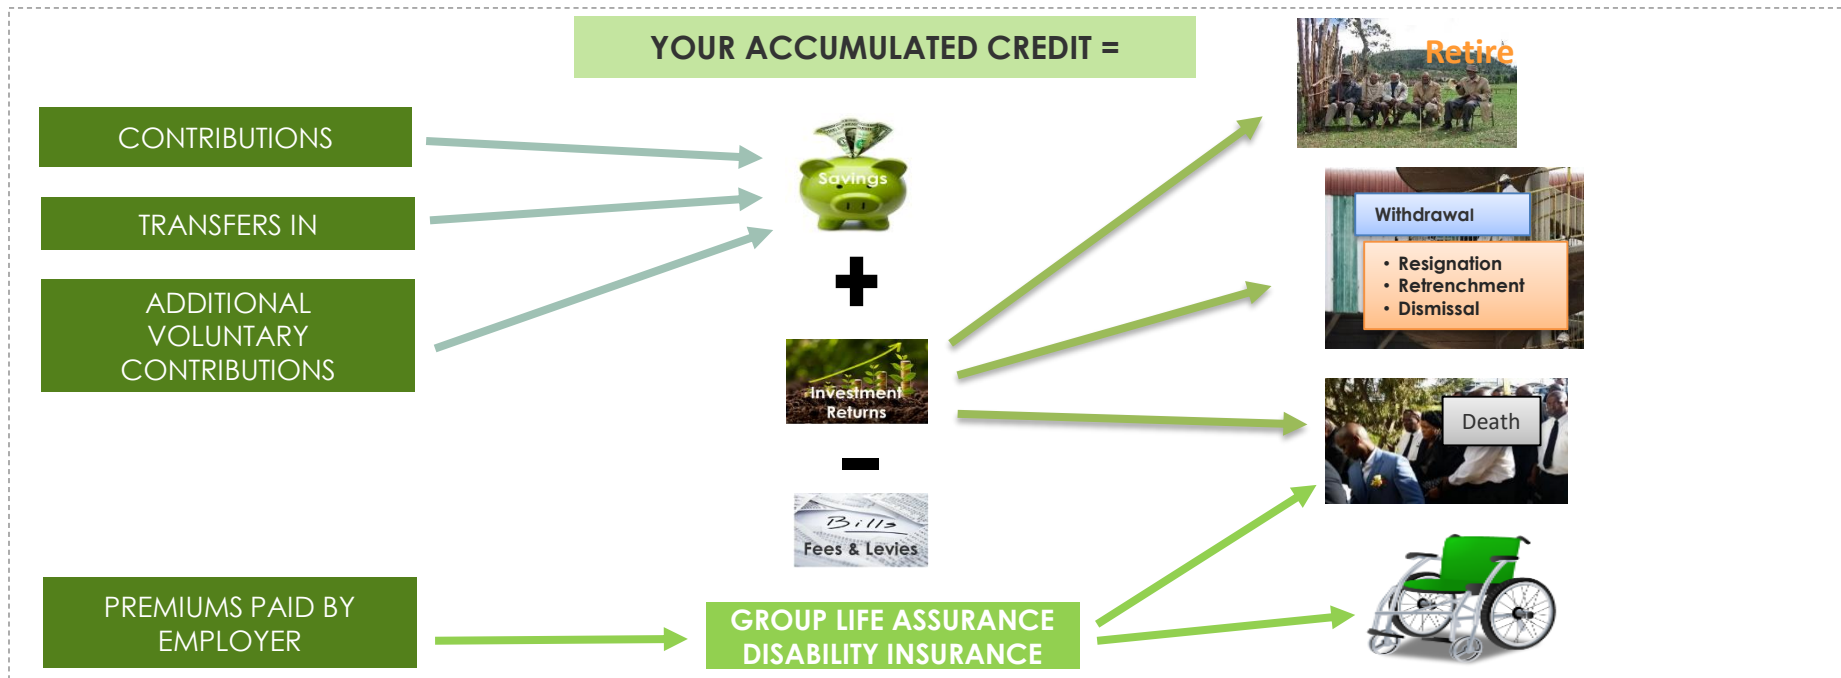 YOUR ACCUMULATED CREDIT =
CONTRIBUTIONS
TRANSFERS IN
ADDITIONAL
VOLUNTARY
CONTRIBUTIONS
PREMIUMS PAID BY
EMPLOYER
Savings
+
Investment
Returns
-
Bills
Fees & Levies
GROUP LIFE ASSURANCE
DISABILITY INSURANCE
Retire
Withdrawal
• Resignation
• Retrenchment
• Dismissal
Death